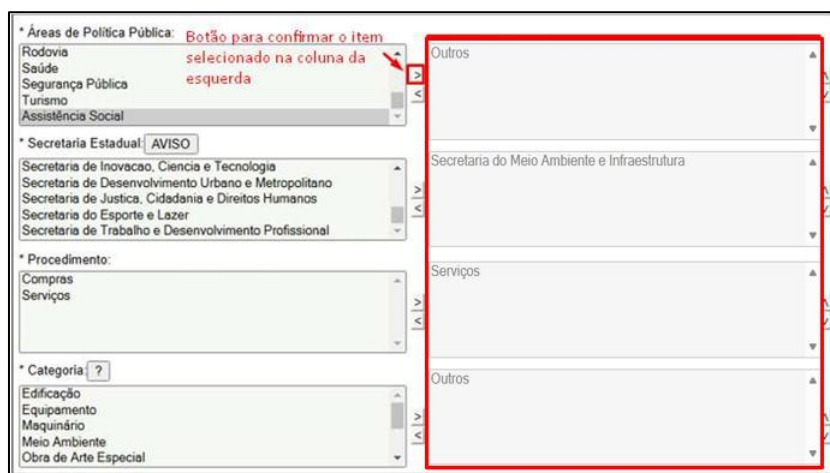 * Áreas de Política Pública:
Botão para confirmar o item
selecionado na coluna da
esquerda
Rodovia
Saúde
Segurança Pública
Turismo
Assistência Social
>
<
Outros
* Secretaria Estadual: AVISO
Secretaria de Inovacao, Ciencia e Tecnologia
Secretaria de Desenvolvimento Urbano e Metropolitano
Secretaria de Justica, Cidadania e Direitos Humanos
Secretaria do Esporte e Lazer
Secretaria de Trabalho e Desenvolvimento Profissional
>
<
Secretaria do Meio Ambiente e Infraestrutura
* Procedimento:
Compras
Serviços
>
<
Serviços
* Categoria: ?
Edificação
Equipamento
Maquinário
Meio Ambiente
Obra de Arte Especial
>
<
Outros